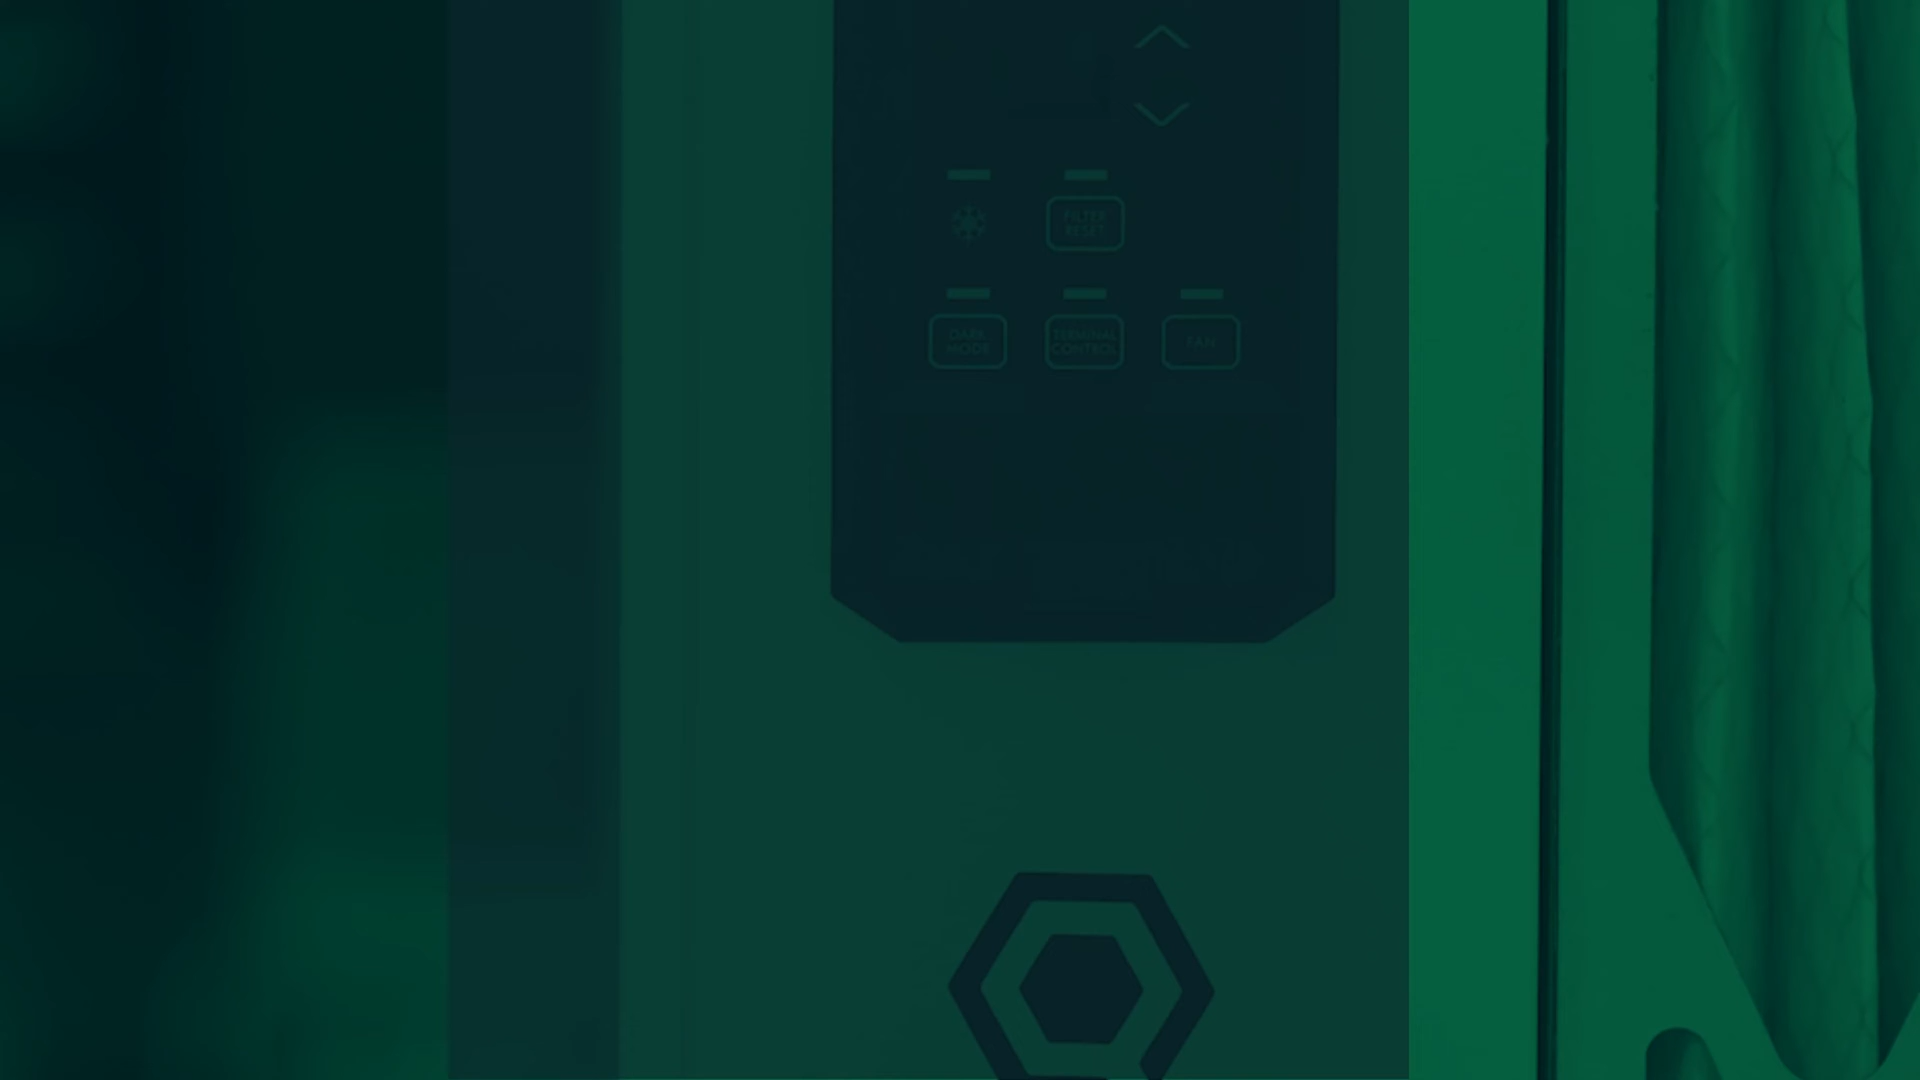 FILTER
RESET
DARK
MODE
TERMINAL
CONTROL
FAN